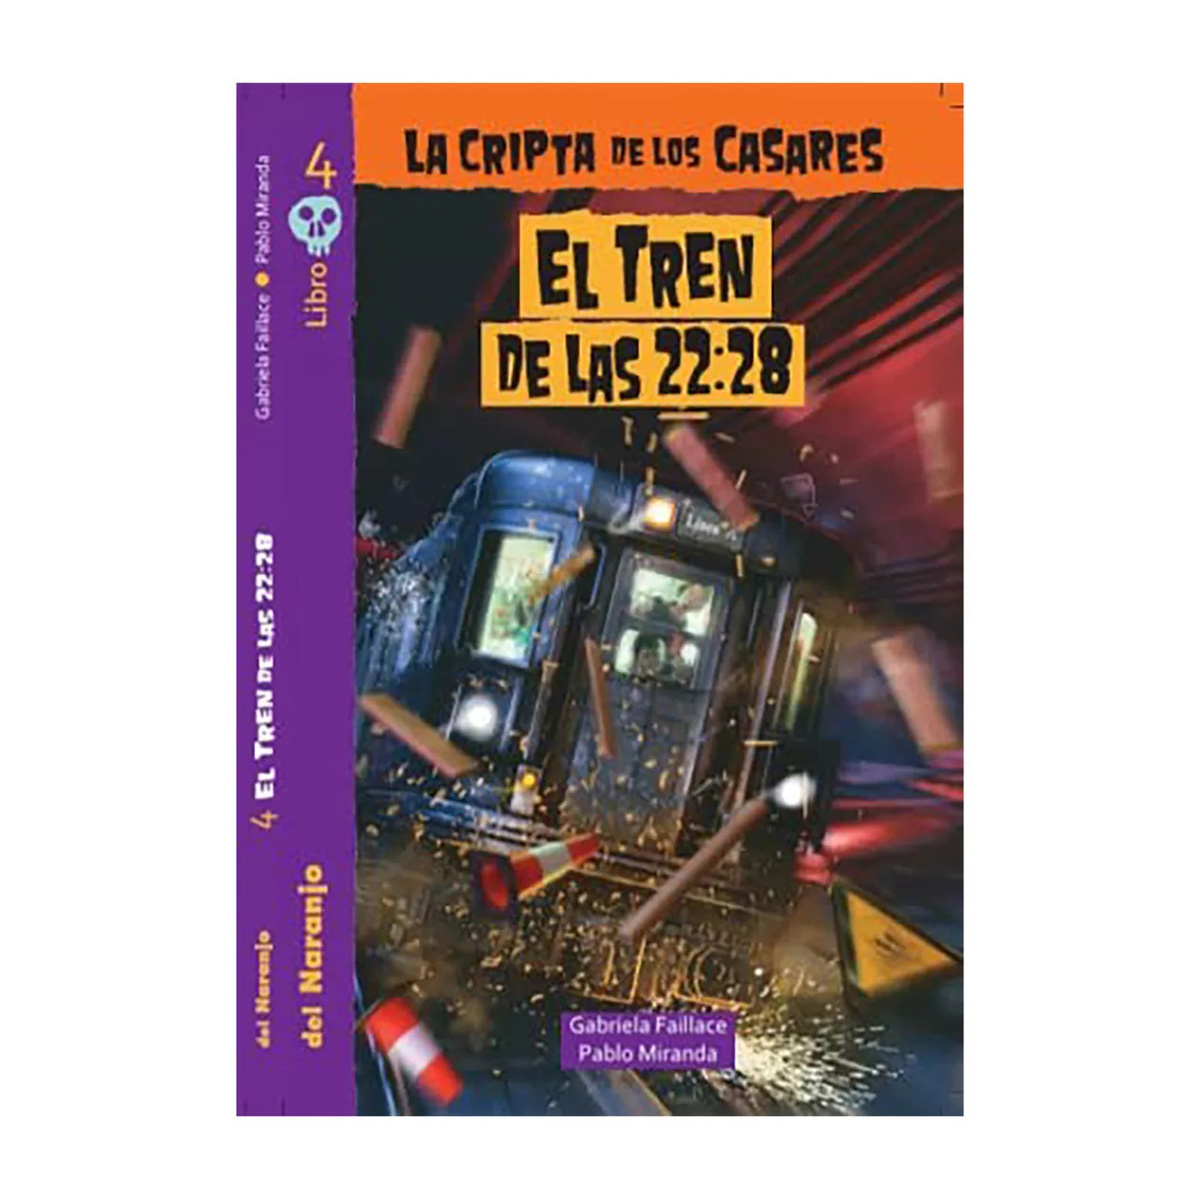 LA CRIPTA DE LOS CASARES
EL TREN
DE LAS 22:28
Gabriela Faillace
Pablo Miranda
Libro 4
del Naranjo
Gabriela Faillace • Pablo Miranda
4 EL TREN DE LAS 22:28
del Naranjo